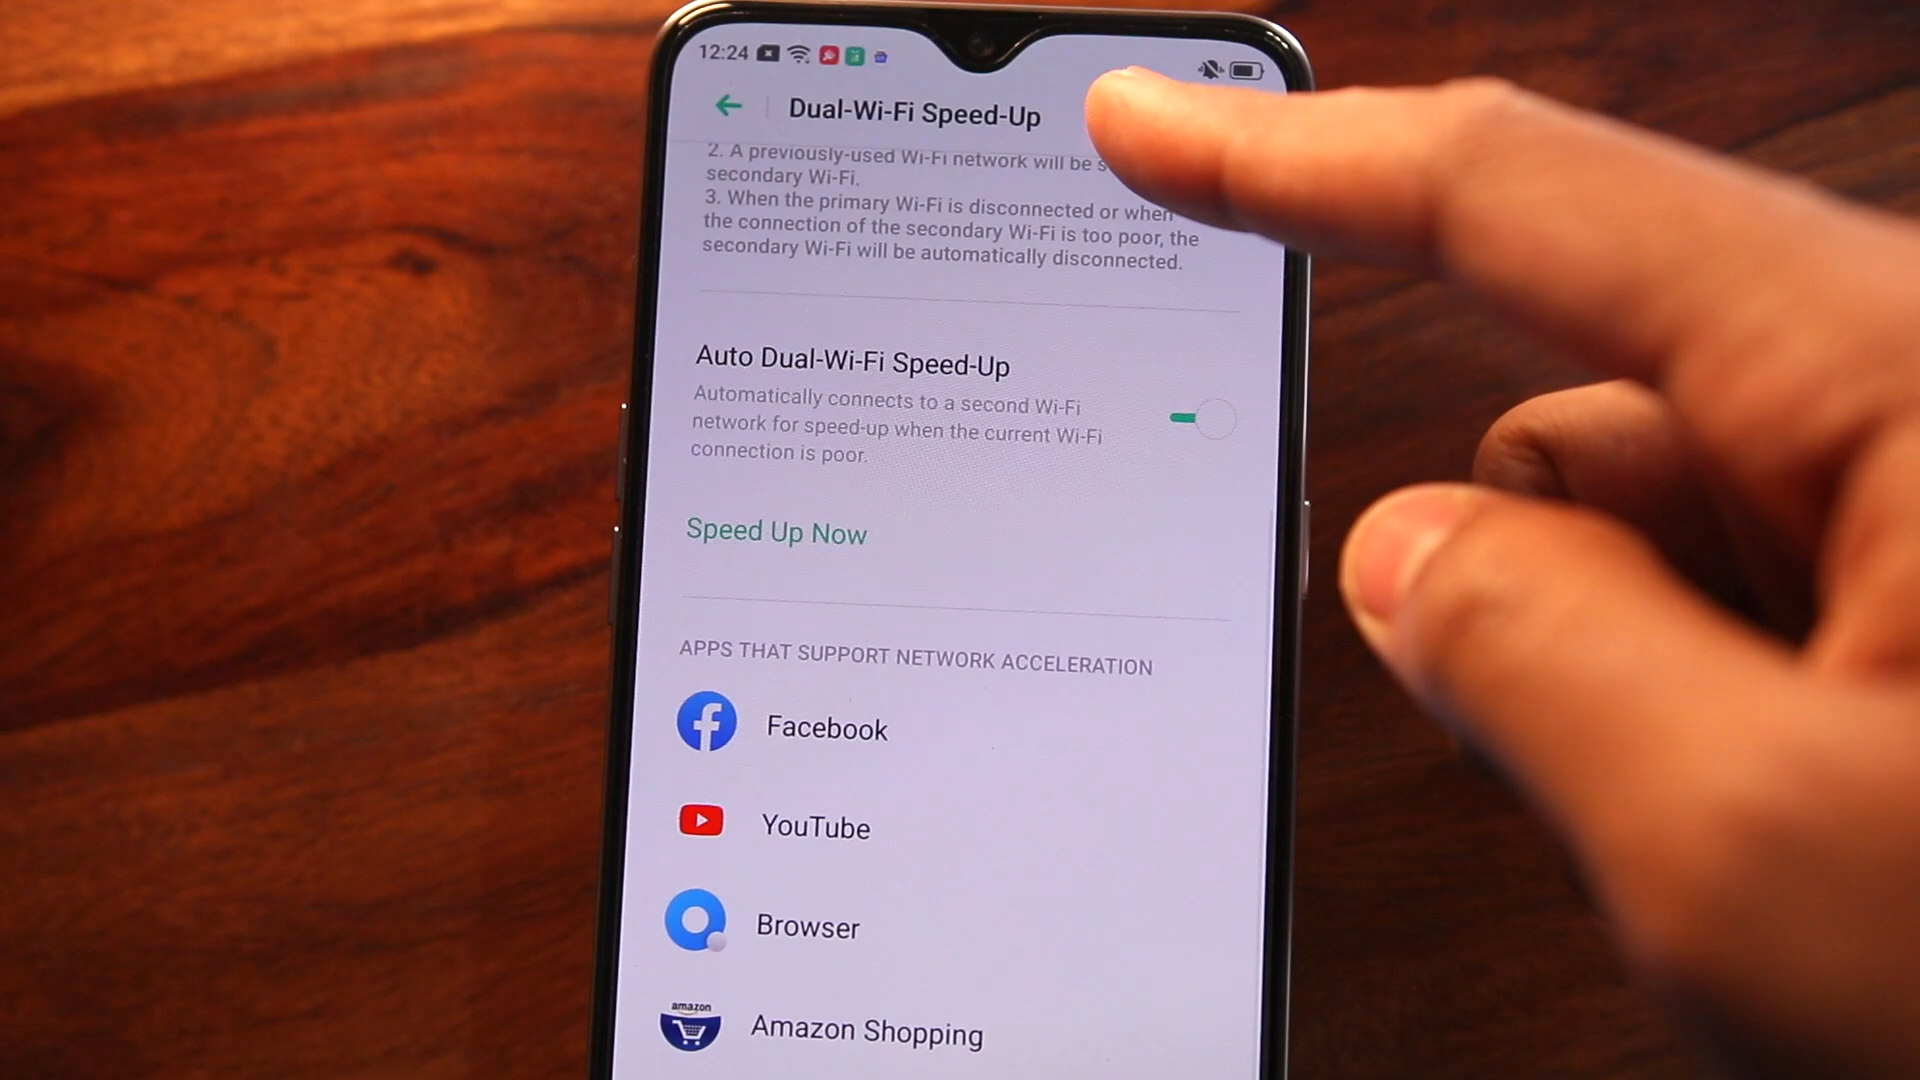 12:24
Dual-Wi-Fi Speed-Up
2. A previously-used Wi-Fi network will be
secondary Wi-Fi.
3. When the primary Wi-Fi is disconnected or when
the connection of the secondary Wi-Fi is too poor, the
secondary Wi-Fi will be automatically disconnected.
Auto Dual-Wi-Fi Speed-Up
Automatically connects to a second Wi-Fi
network for speed-up when the current Wi-Fi
connection is poor.
Speed Up Now
APPS THAT SUPPORT NETWORK ACCELERATION
Facebook
YouTube
Browser
amazon
Amazon Shopping